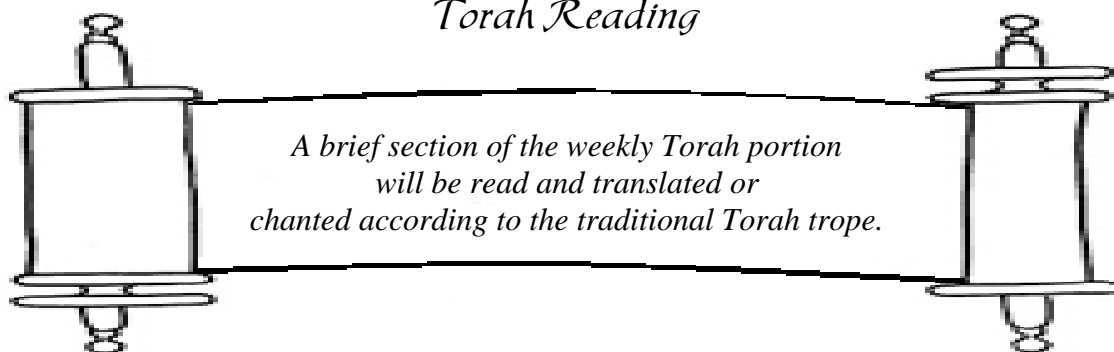 Torah Reading
A brief section of the weekly Torah portion
will be read and translated or
chanted according to the traditional Torah trope.